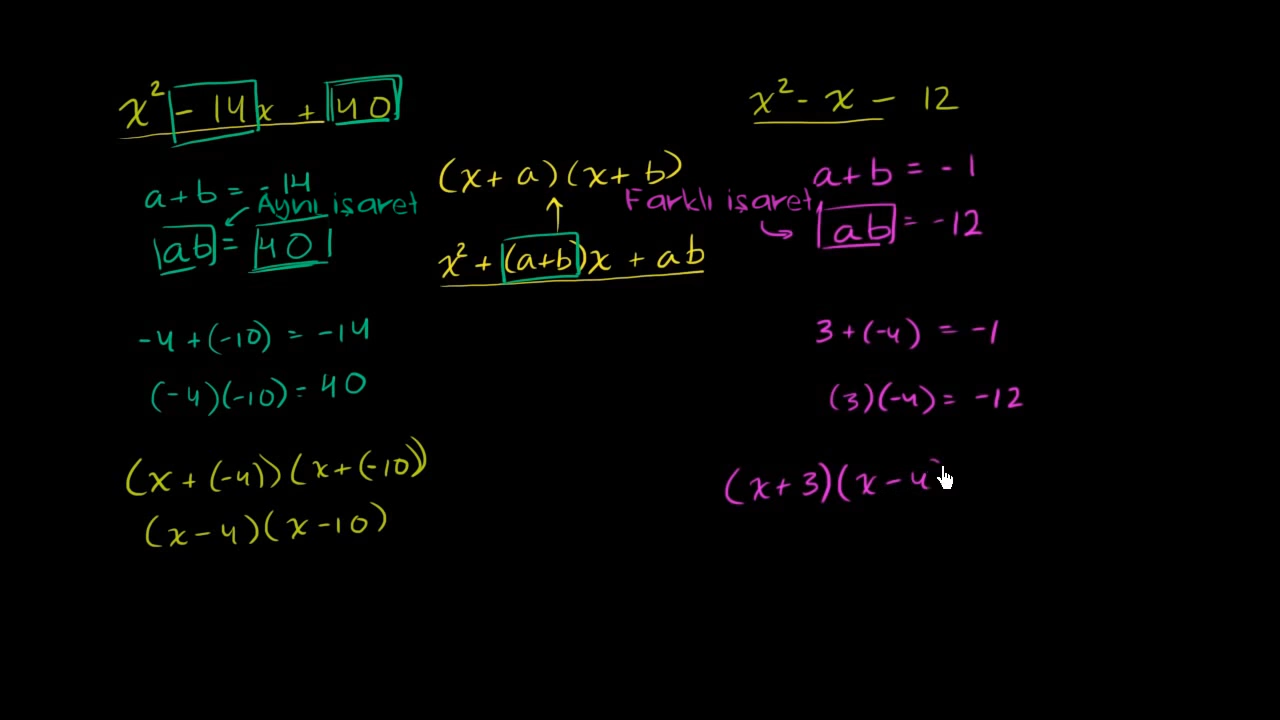 x² - 14x + 40
a+b = -14
Aynı işaret
ab = 40
-4 + (-10) = -14
(-4)(-10) = 40
(x + (-4))(x + (-10))
(x - 4)(x - 10)
(x + a)(x + b)
x² + (a+b)x + ab
x² - x - 12
a+b = -1
Farklı işaret
ab = -12
3 + (-4) = -1
(3)(-4) = -12
(x + 3)(x - 4)